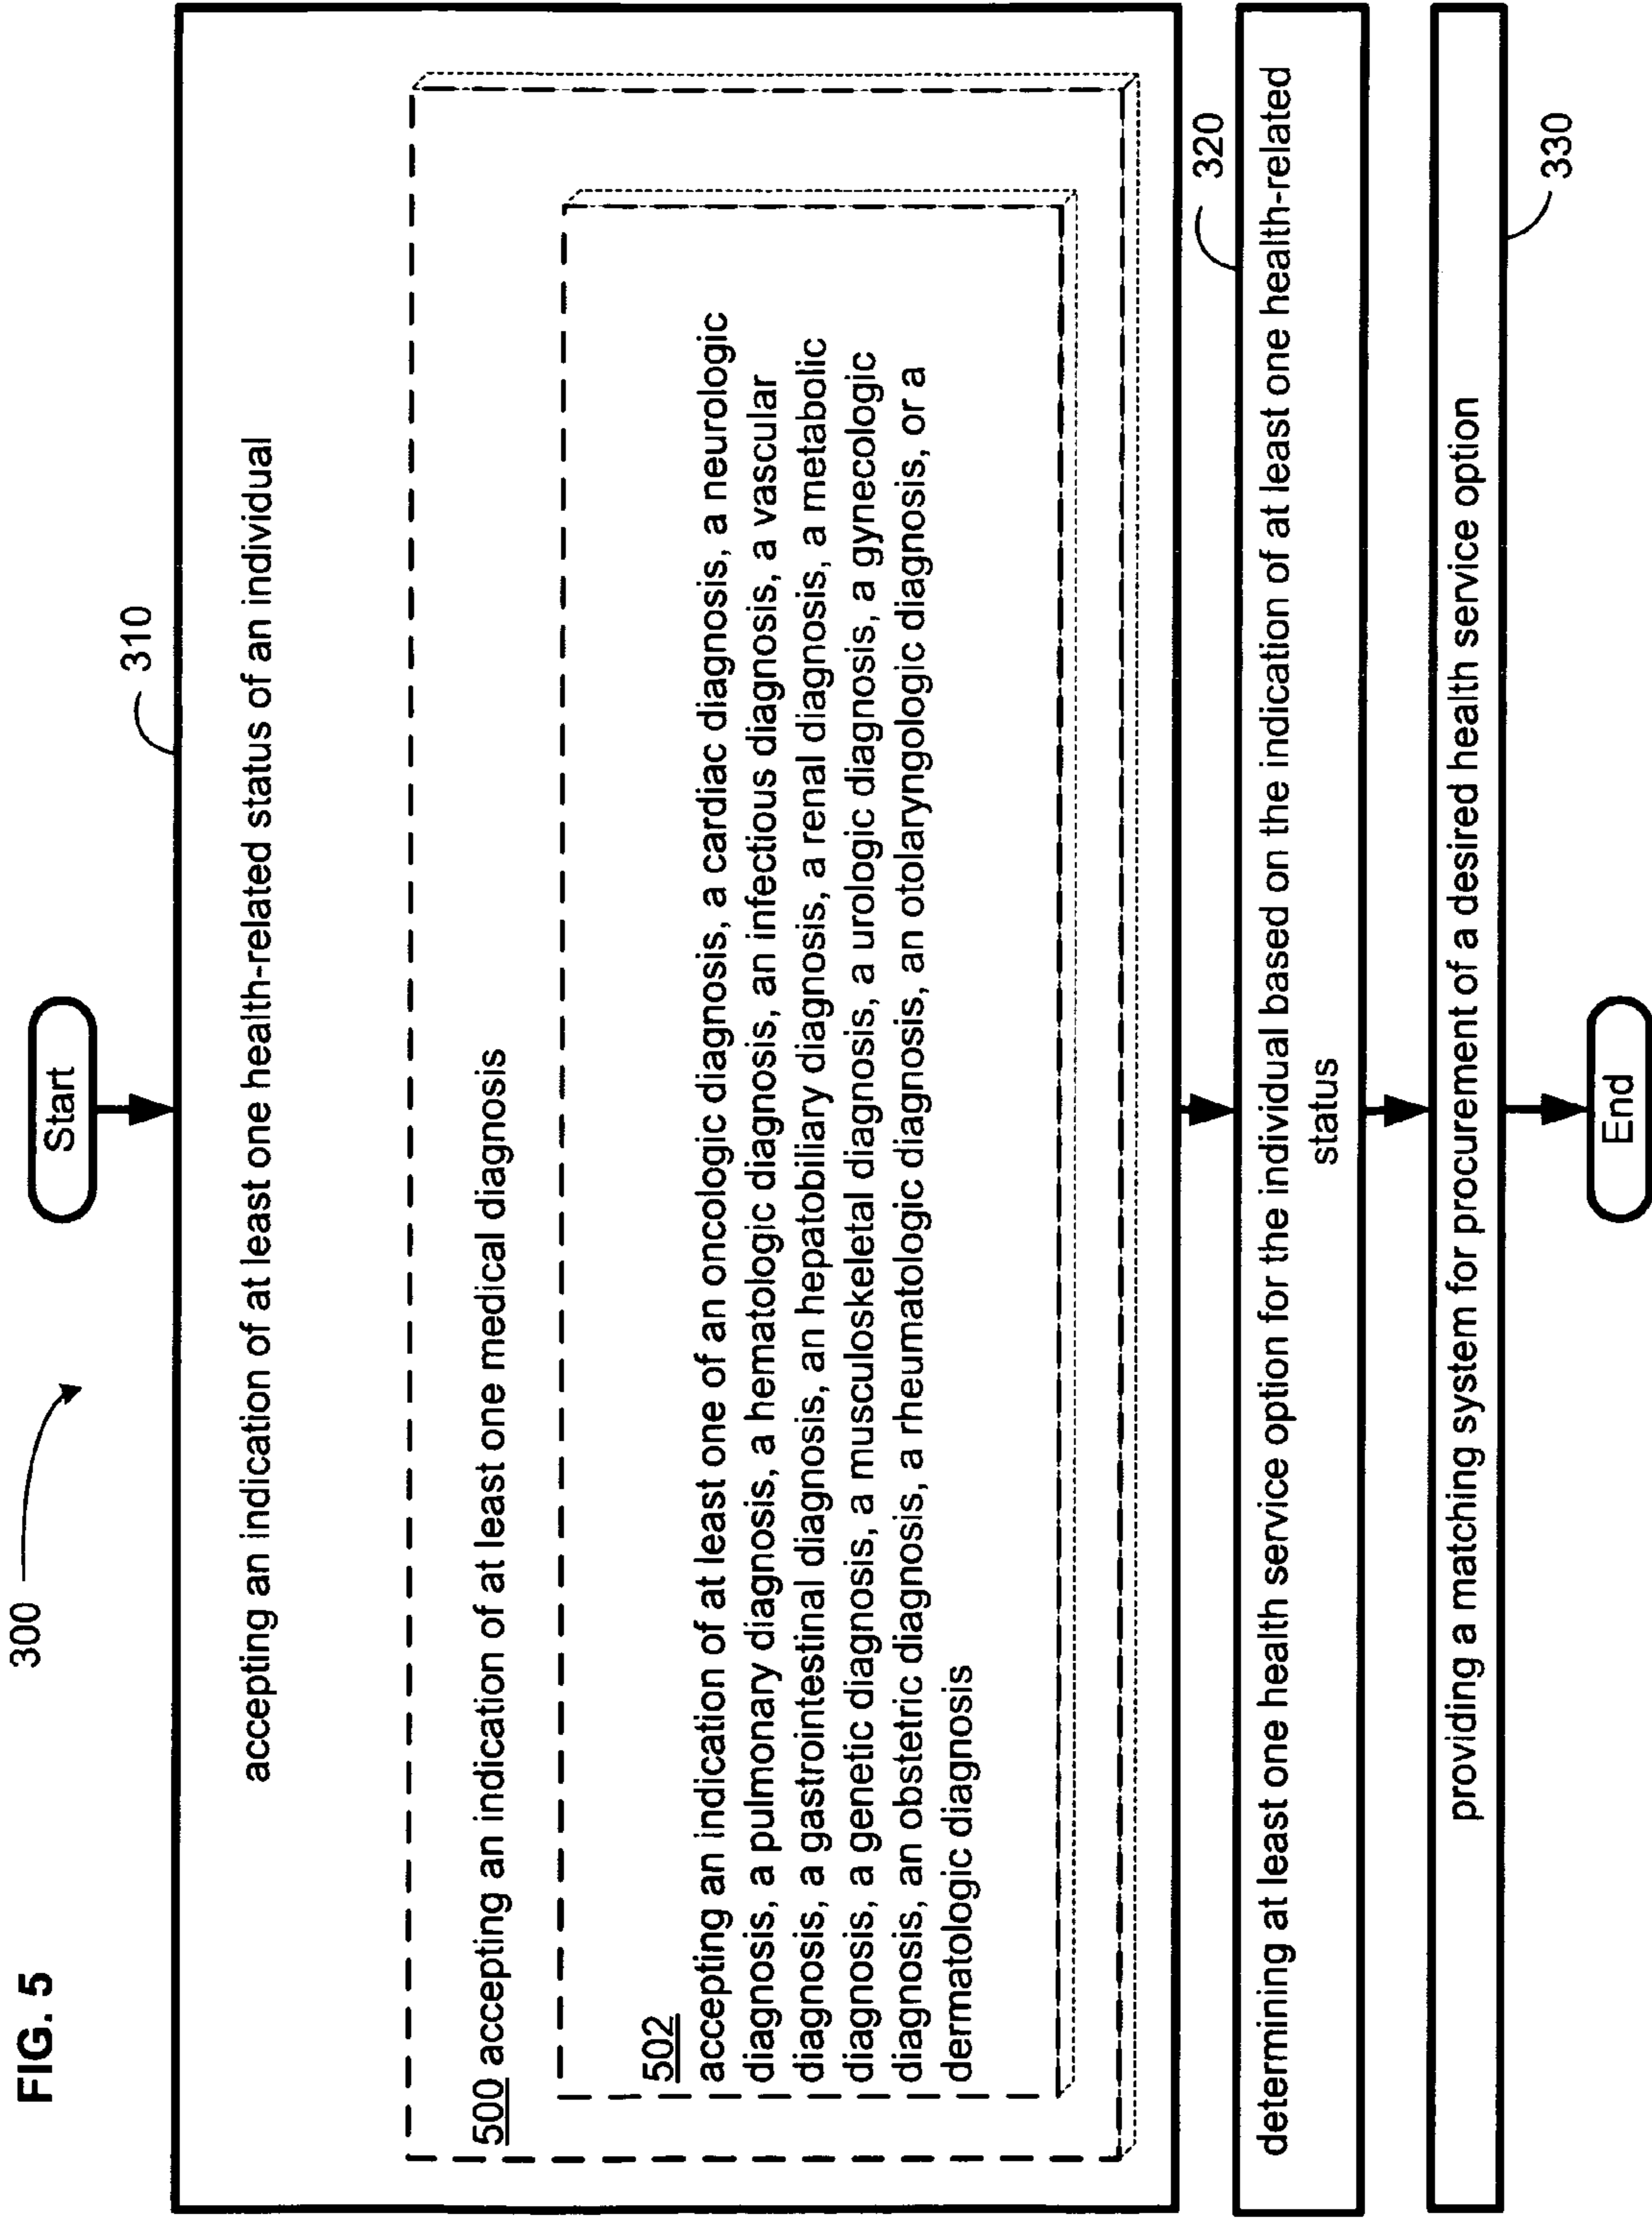 FIG. 5
300
Start
310
accepting an indication of at least one health-related status of an individual
500 accepting an indication of at least one medical diagnosis
502
accepting an indication of at least one of an oncologic diagnosis, a cardiac diagnosis, a neurologic
diagnosis, a pulmonary diagnosis, a hematologic diagnosis, an infectious diagnosis, a vascular
diagnosis, a gastrointestinal diagnosis, an hepatobiliary diagnosis, a renal diagnosis, a metabolic
diagnosis, a genetic diagnosis, a musculoskeletal diagnosis, a urologic diagnosis, a gynecologic
diagnosis, an obstetric diagnosis, a rheumatologic diagnosis, an otolaryngologic diagnosis, or a
dermatologic diagnosis
320
determining at least one health service option for the individual based on the indication of at least one health-related
status
providing a matching system for procurement of a desired health service option
330
End